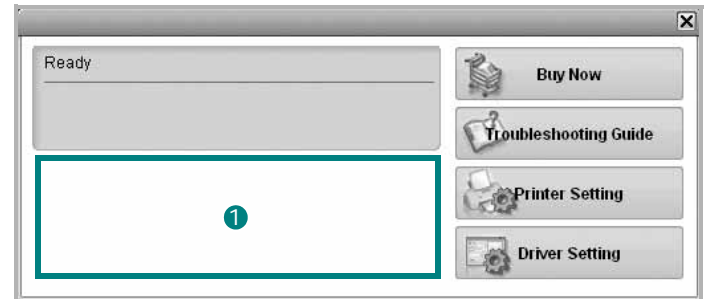 Ready
Buy Now
Troubleshooting Guide
1
Printer Setting
Driver Setting